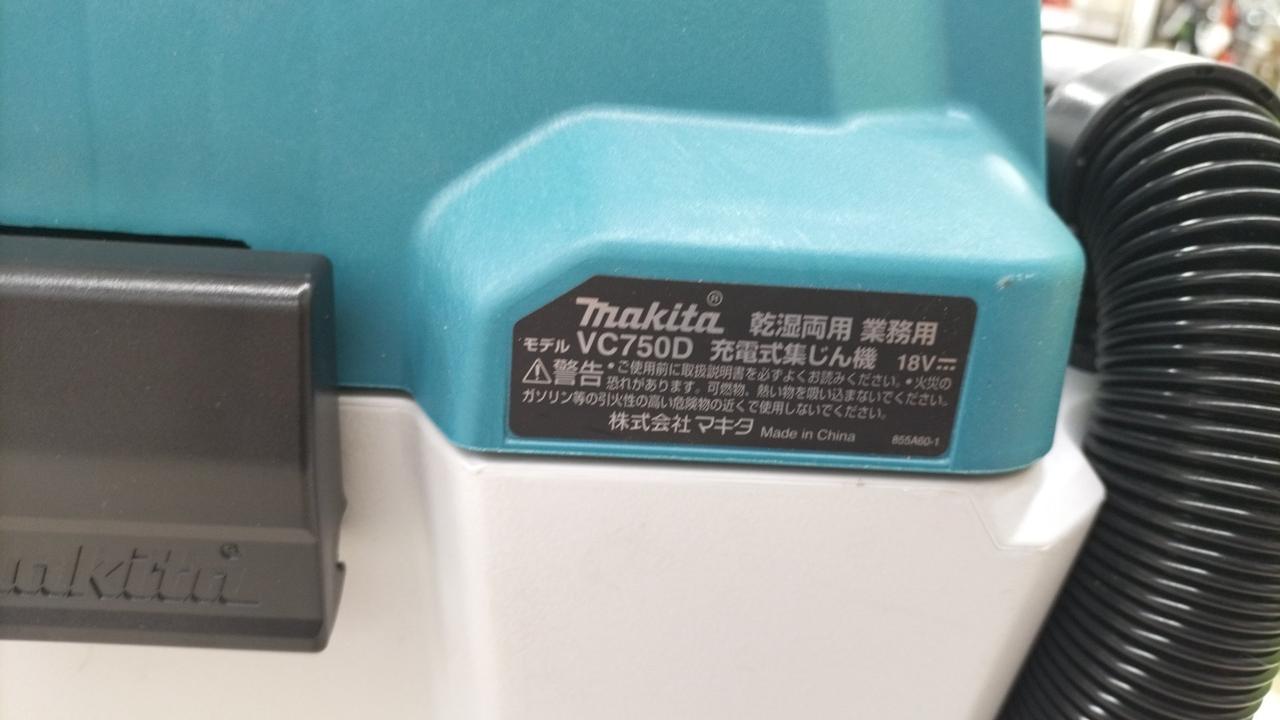 makita® 乾湿両用 業務用
モデル VC750D 充電式集じん機 18V⎓
⚠警告 •ご使用前に取扱説明書を必ずよくお読みください。•火災の
恐れがあります。可燃物、熱い物を吸い込まないでください。
ガソリン等の引火性の高い危険物の近くで使用しないでください。
株式会社 マキタ Made in China 855A60-1
makita®